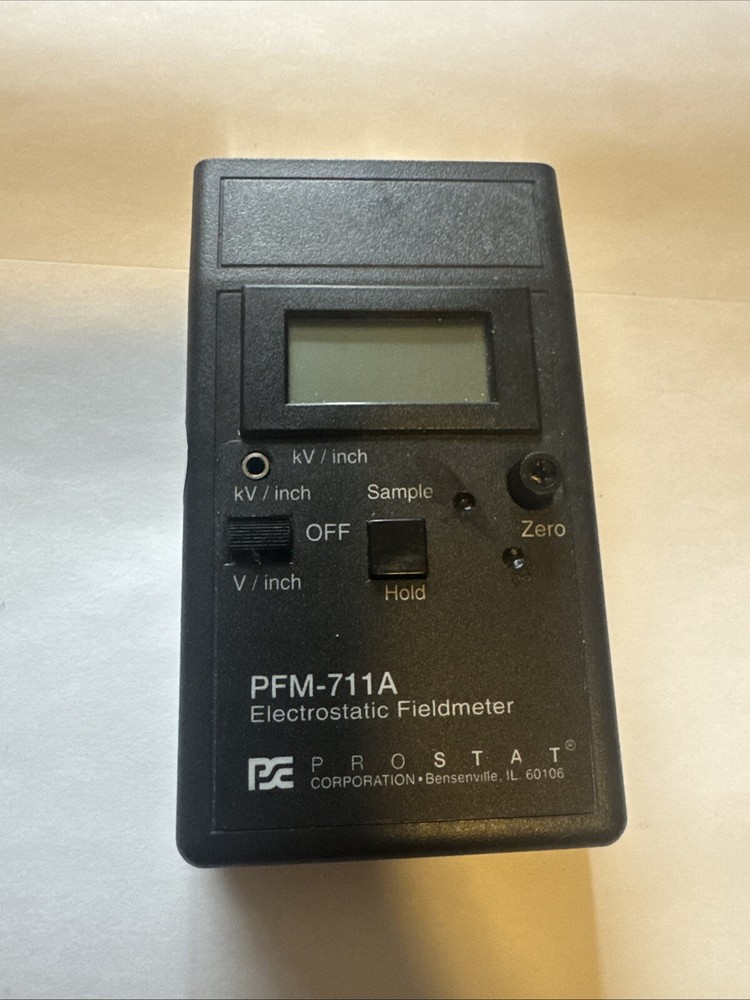 kV / inch
kV / inch
Sample
OFF
Zero
V / inch
Hold
PFM-711A
Electrostatic Fieldmeter
PROSTAT®
CORPORATION • Bensenville, IL. 60106